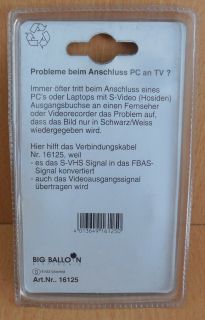 Probleme beim Anschluss PC an TV ?
Immer öfter tritt beim Anschluss eines
PC's oder Laptops mit S-Video (Hosiden)
Ausgangsbuchse an einen Fernseher
oder Videorecorder das Problem auf,
dass das Bild nur in Schwarz/Weiss
wiedergegeben wird.
Hier hilft das Verbindungskabel
Nr. 16125, weil
- es das S-VHS Signal in das FBAS-
Signal konvertiert
- auch das Videoausgangssignal
übertragen wird
BIG BALLOON
Art.Nr.. 16125